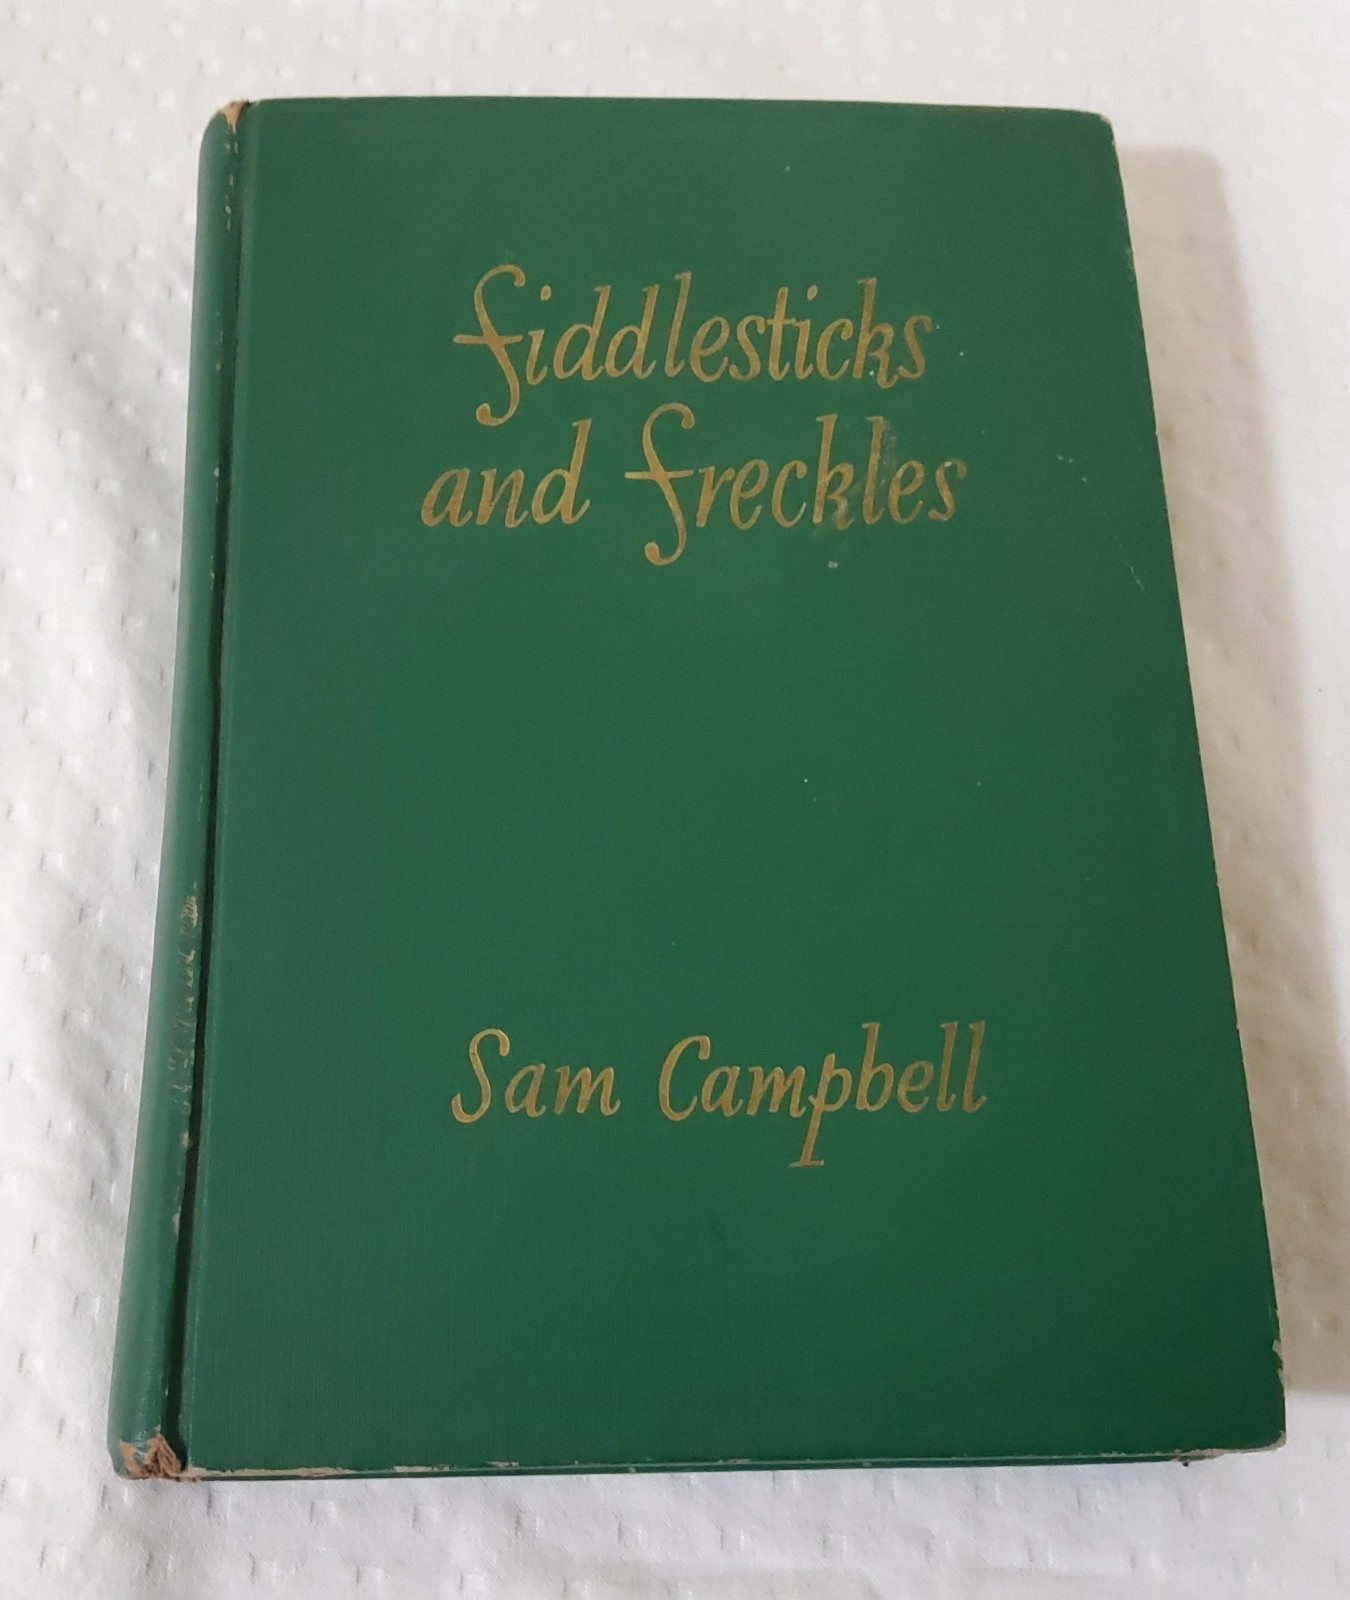 fiddlesticks
and freckles
Sam Campbell